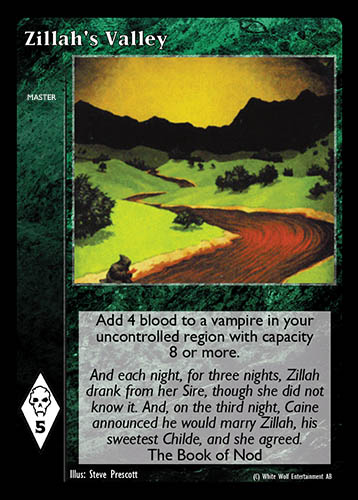 Zillah's Valley
MASTER
Add 4 blood to a vampire in your
uncontrolled region with capacity
8 or more.
And each night, for three nights, Zillah
drank from her Sire, though she did not
know it. And, on the third night, Caine
announced he would marry Zillah, his
sweetest Childe, and she agreed.
The Book of Nod
5
Illus: Steve Prescott
(C) White Wolf Entertainment AB